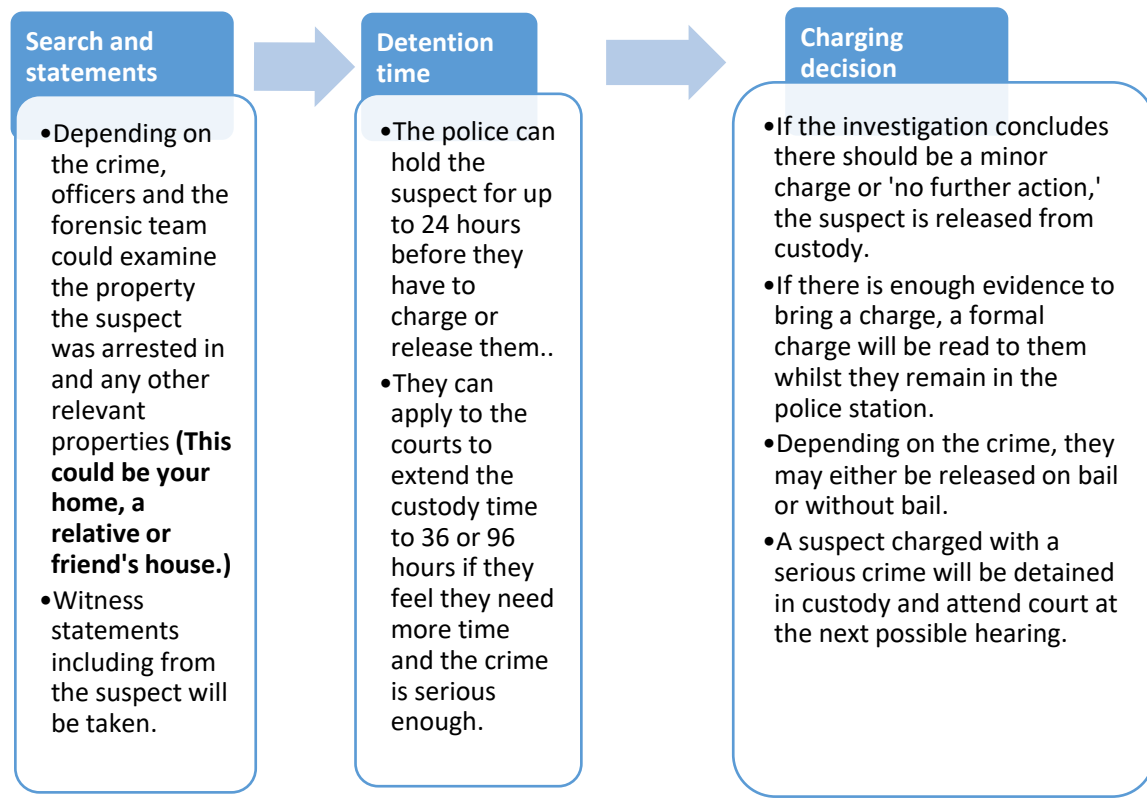 Search and
statements
•Depending on
the crime,
officers and the
forensic team
could examine
the property
the suspect
was arrested in
and any other
relevant
properties (This
could be your
home, a
relative or
friend's house.)
•Witness
statements
including from
the suspect will
be taken.
Detention
time
•The police can
hold the
suspect for up
to 24 hours
before they
have to
charge or
release them..
•They can
apply to the
courts to
extend the
custody time
to 36 or 96
hours if they
feel they need
more time
and the crime
is serious
enough.
Charging
decision
•If the investigation concludes
there should be a minor
charge or 'no further action,'
the suspect is released from
custody.
•If there is enough evidence to
bring a charge, a formal
charge will be read to them
whilst they remain in the
police station.
•Depending on the crime, they
may either be released on bail
or without bail.
•A suspect charged with a
serious crime will be detained
in custody and attend court at
the next possible hearing.